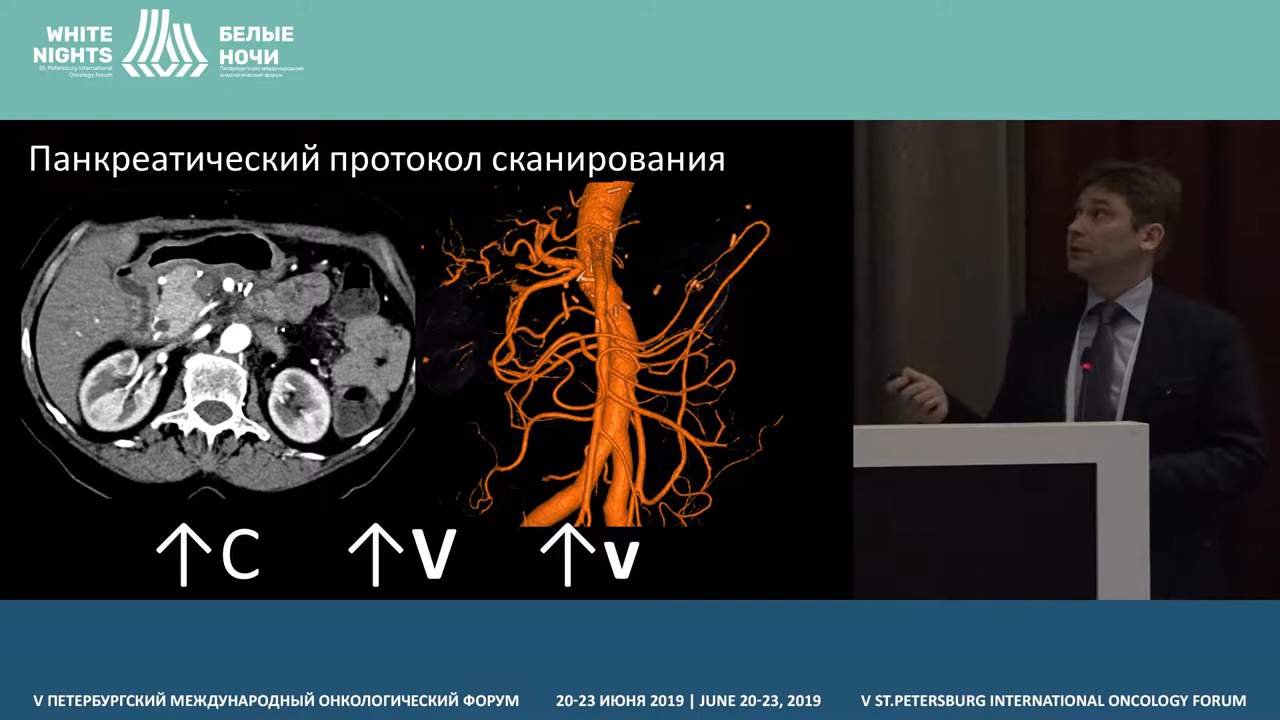 WHITE
NIGHTS
St. Petersburg International
Oncology Forum
БЕЛЫЕ
НОЧИ
Петербургский международный
онкологический форум
Панкреатический протокол сканирования
↑C ↑V ↑v
V ПЕТЕРБУРГСКИЙ МЕЖДУНАРОДНЫЙ ОНКОЛОГИЧЕСКИЙ ФОРУМ 20-23 ИЮНЯ 2019 | JUNE 20-23, 2019 V ST.PETERSBURG INTERNATIONAL ONCOLOGY FORUM